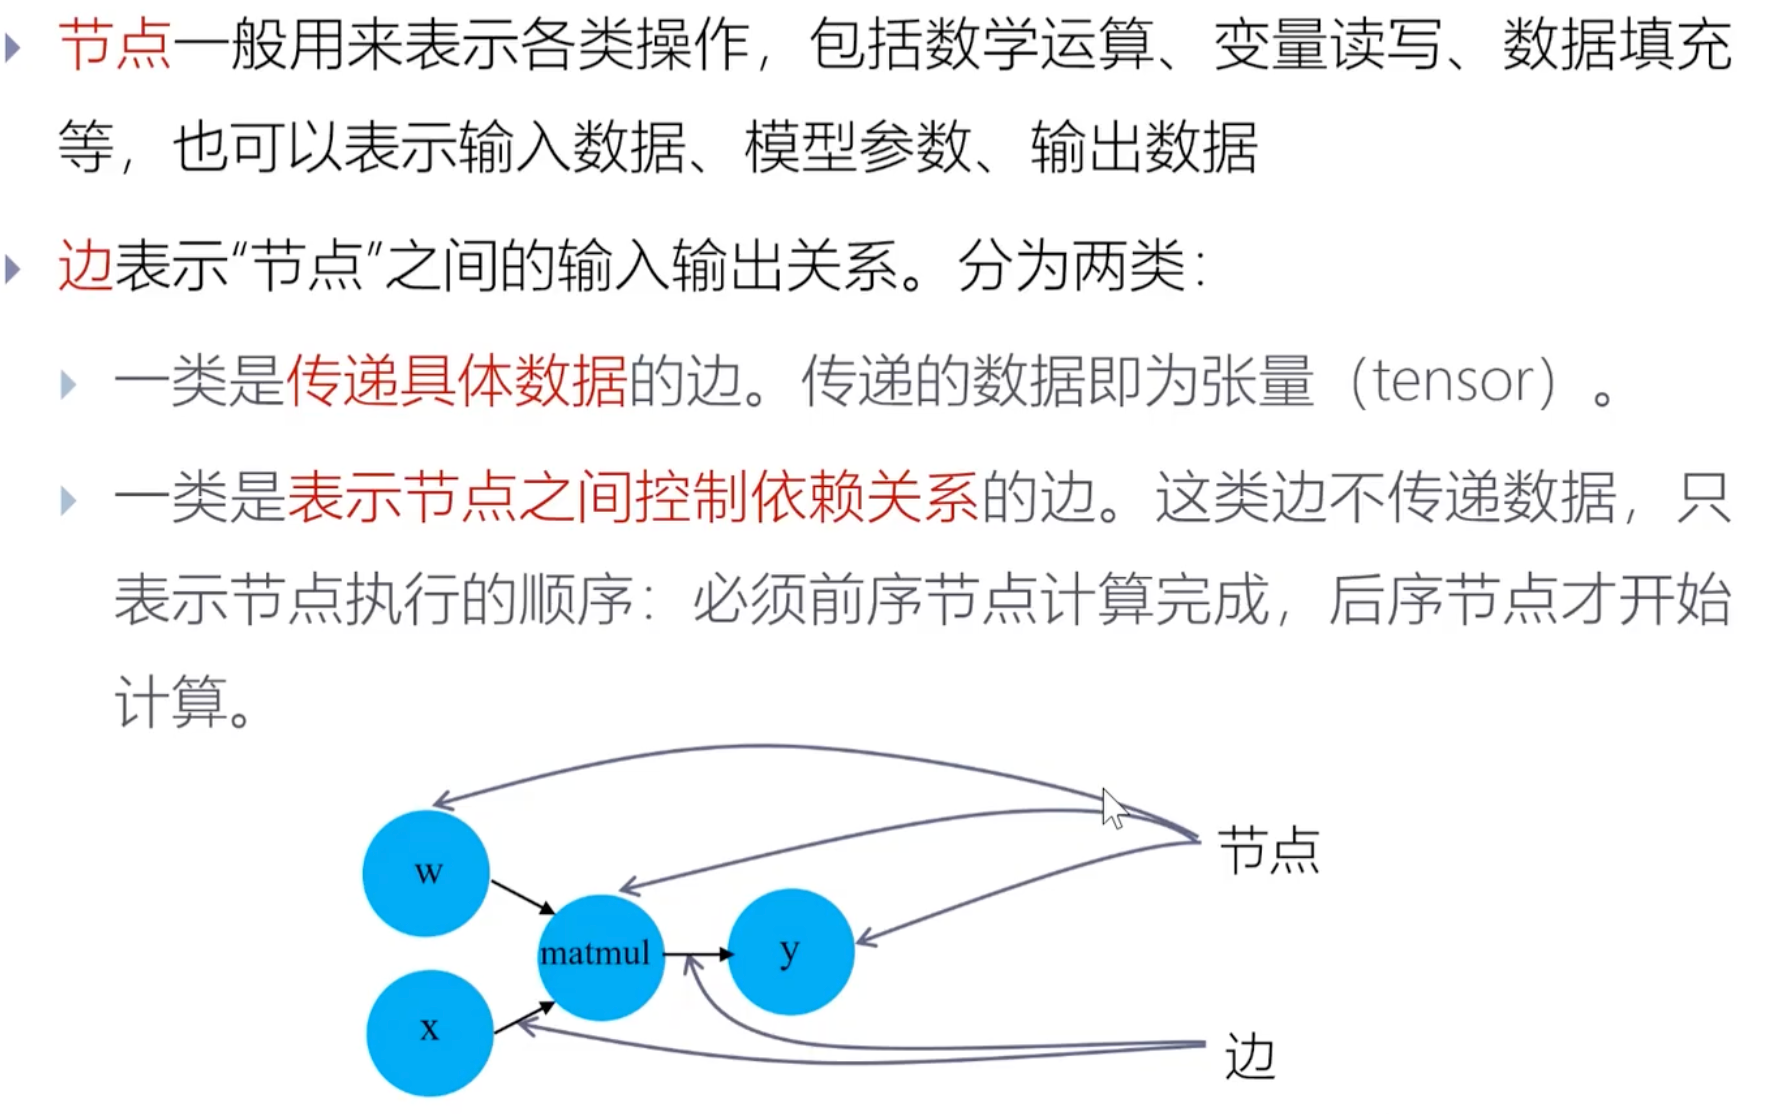 节点一般用来表示各类操作，包括数学运算、变量读写、数据填充
等，也可以表示输入数据、模型参数、输出数据
边表示“节点”之间的输入输出关系。分为两类：
一类是传递具体数据的边。传递的数据即为张量（tensor）。
一类是表示节点之间控制依赖关系的边。这类边不传递数据，只
表示节点执行的顺序：必须前序节点计算完成，后序节点才开始
计算。
w
节点
matmul
y
x
边